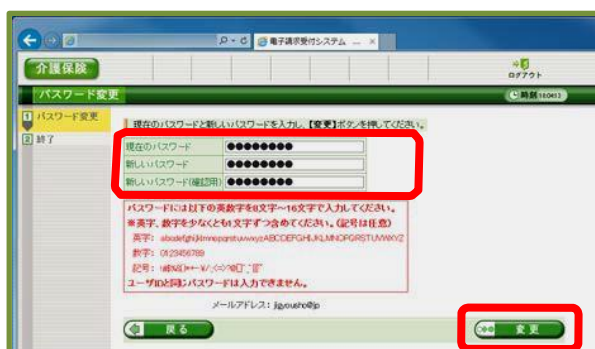 電子請求受付システム ... ×
介護保険
ログアウト
パスワード変更
時刻
1 パスワード変更
現在のパスワードと新しいパスワードを入力し、【変更】ボタンを押してください。
2 終了
現在のパスワード ●●●●●●●●
新しいパスワード ●●●●●●●●
新しいパスワード(確認用) ●●●●●●●●
パスワードには以下の英数字を8文字~16文字で入力してください。
※英字、数字を少なくとも1文字ずつ含めてください。(記号は任意)
英字: abcdefghijklmnopqrstuvwxyzABCDEFGHIJKLMNOPQRSTUVWXYZ
数字: 0123456789
記号:
ユーザIDと同じパスワードは入力できません。
メールアドレス: jigyousho@jp
戻る
変更